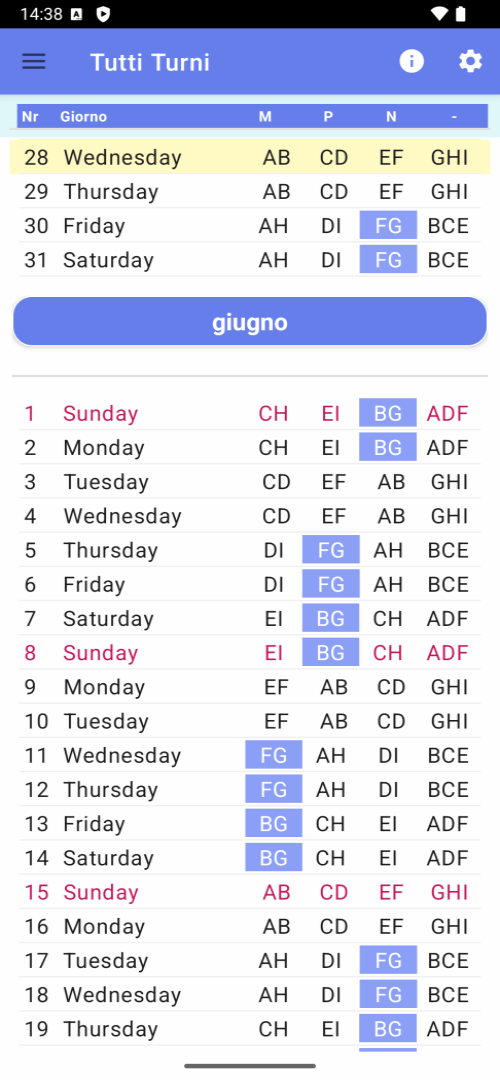 14:38 A
Tutti Turni
Nr Giorno M P N -
28 Wednesday AB CD EF GHI
29 Thursday AB CD EF GHI
30 Friday AH DI FG BCE
31 Saturday AH DI FG BCE
giugno
1 Sunday CH EI BG ADF
2 Monday CH EI BG ADF
3 Tuesday CD EF AB GHI
4 Wednesday CD EF AB GHI
5 Thursday DI FG AH BCE
6 Friday DI FG AH BCE
7 Saturday EI BG CH ADF
8 Sunday EI BG CH ADF
9 Monday EF AB CD GHI
10 Tuesday EF AB CD GHI
11 Wednesday FG AH DI BCE
12 Thursday FG AH DI BCE
13 Friday BG CH EI ADF
14 Saturday BG CH EI ADF
15 Sunday AB CD EF GHI
16 Monday AB CD EF GHI
17 Tuesday AH DI FG BCE
18 Wednesday AH DI FG BCE
19 Thursday CH EI BG ADF